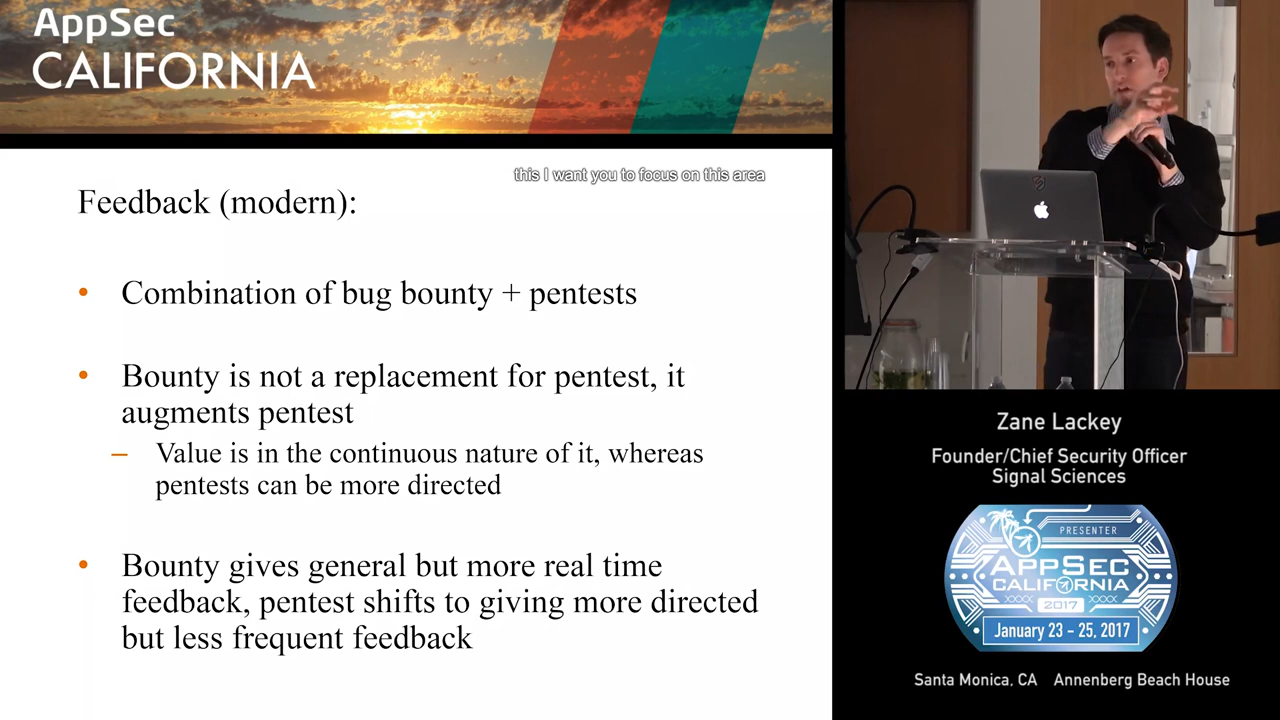 AppSec
CALIFORNIA
this I want you to focus on this area
Feedback (modern):
• Combination of bug bounty + pentests
• Bounty is not a replacement for pentest, it
augments pentest
– Value is in the continuous nature of it, whereas
pentests can be more directed
• Bounty gives general but more real time
feedback, pentest shifts to giving more directed
but less frequent feedback
Zane Lackey
Founder/Chief Security Officer
Signal Sciences
PRESENTER
APPSEC
CALIFORNIA
2017
January 23 - 25, 2017
Santa Monica, CA Annenberg Beach House